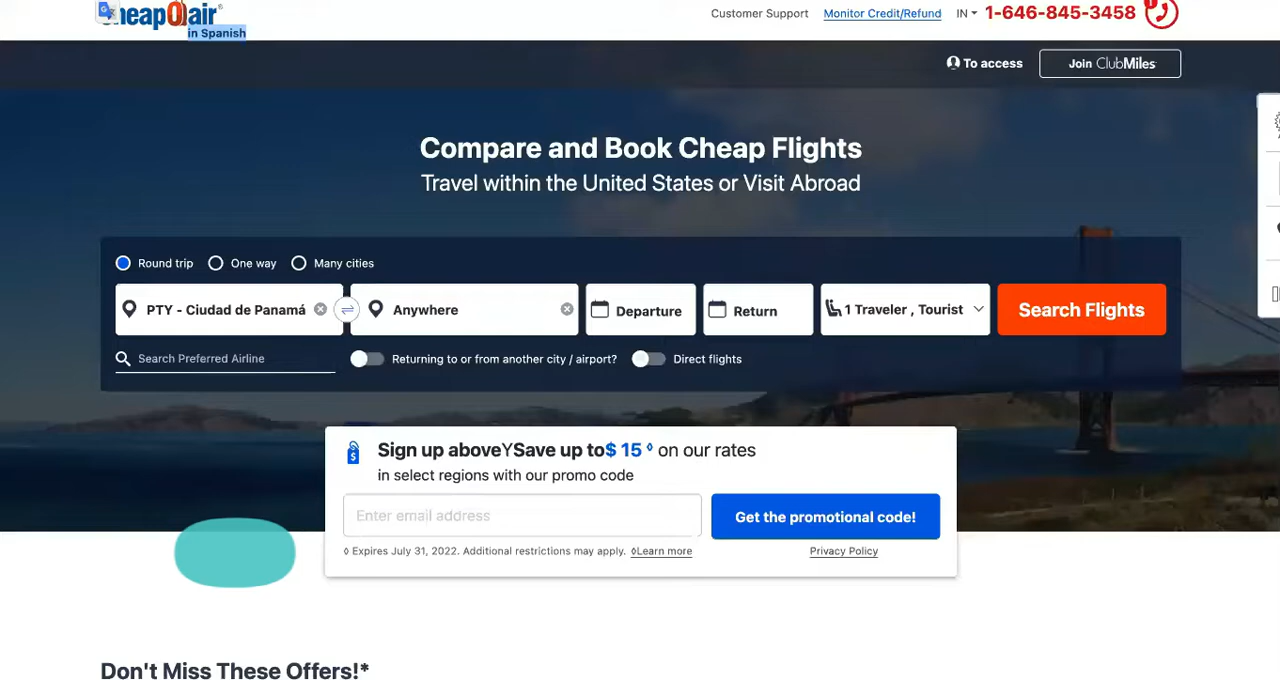 CheapOair®
in Spanish
Customer Support
Monitor Credit/Refund
IN
1-646-845-3458
To access
Join ClubMiles
Compare and Book Cheap Flights
Travel within the United States or Visit Abroad
Round trip
One way
Many cities
PTY - Ciudad de Panamá
Anywhere
Departure
Return
1 Traveler , Tourist
Search Flights
Search Preferred Airline
Returning to or from another city / airport?
Direct flights
Sign up aboveYSave up to$ 15 ◊ on our rates
in select regions with our promo code
Enter email address
Get the promotional code!
◊ Expires July 31, 2022. Additional restrictions may apply. ◊Learn more
Privacy Policy
Don't Miss These Offers!*